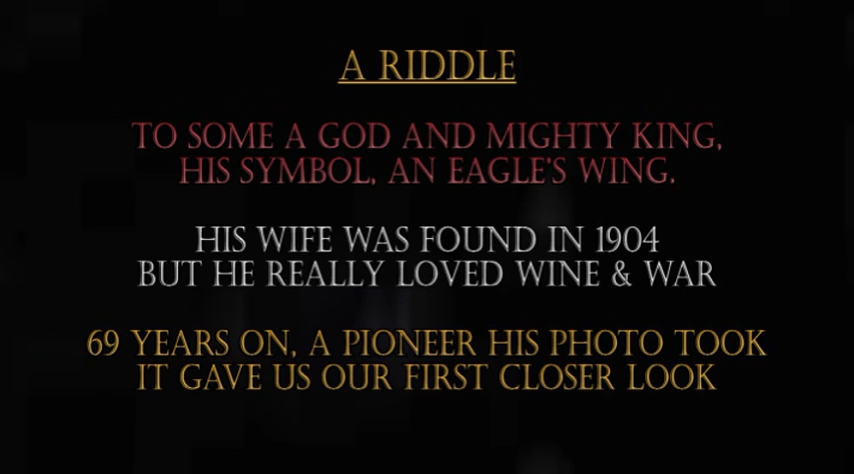 A RIDDLE
TO SOME A GOD AND MIGHTY KING,
HIS SYMBOL, AN EAGLE'S WING.
HIS WIFE WAS FOUND IN 1904
BUT HE REALLY LOVED WINE & WAR
69 YEARS ON, A PIONEER HIS PHOTO TOOK
IT GAVE US OUR FIRST CLOSER LOOK